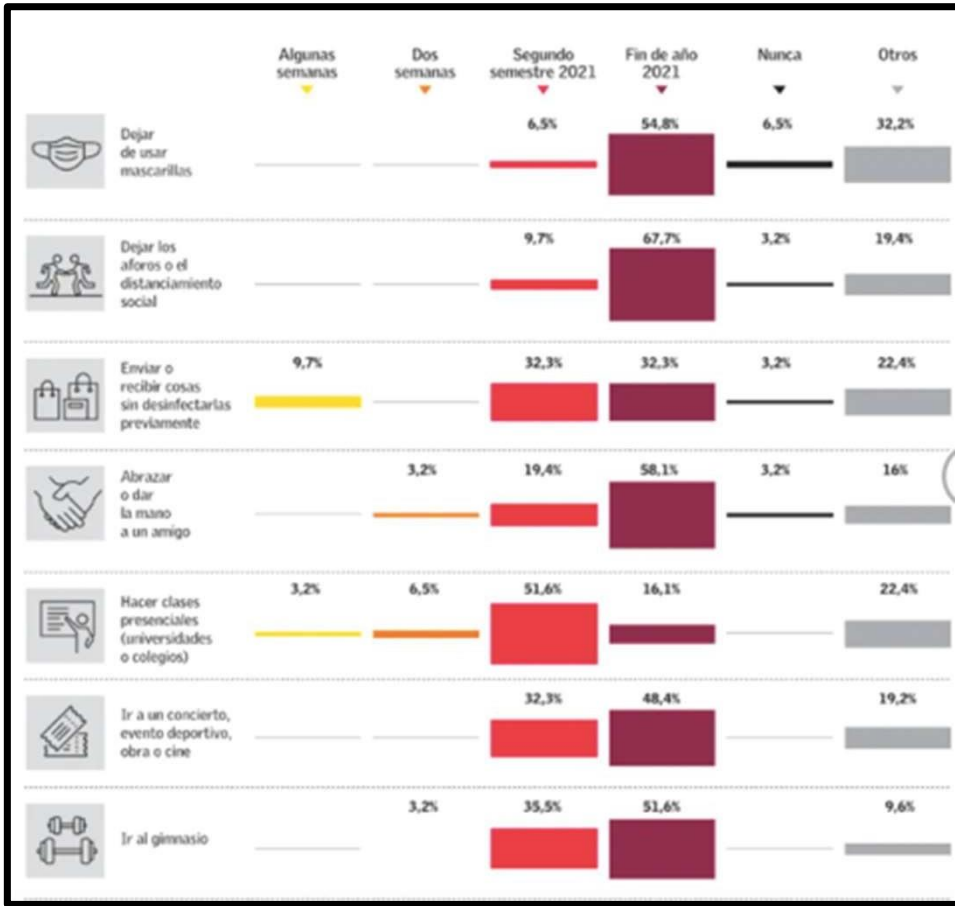 Algunas semanas
Dos semanas
Segundo semestre 2021
Fin de año 2021
Nunca
Otros
Dejar
de usar
mascarillas
6,5%
54,8%
6,5%
32,2%
Dejar los
aforos o el
distanciamiento
social
9,7%
67,7%
3,2%
19,4%
Enviar o
recibir cosas
sin desinfectarlas
previamente
9,7%
32,3%
32,3%
3,2%
22,4%
Abrazar
o dar
la mano
a un amigo
3,2%
19,4%
58,1%
3,2%
16%
Hacer clases
presenciales
(universidades
o colegios)
3,2%
6,5%
51,6%
16,1%
22,4%
Ir a un concierto,
evento deportivo,
obra o cine
32,3%
48,4%
19,2%
Ir al gimnasio
3,2%
35,5%
51,6%
9,6%